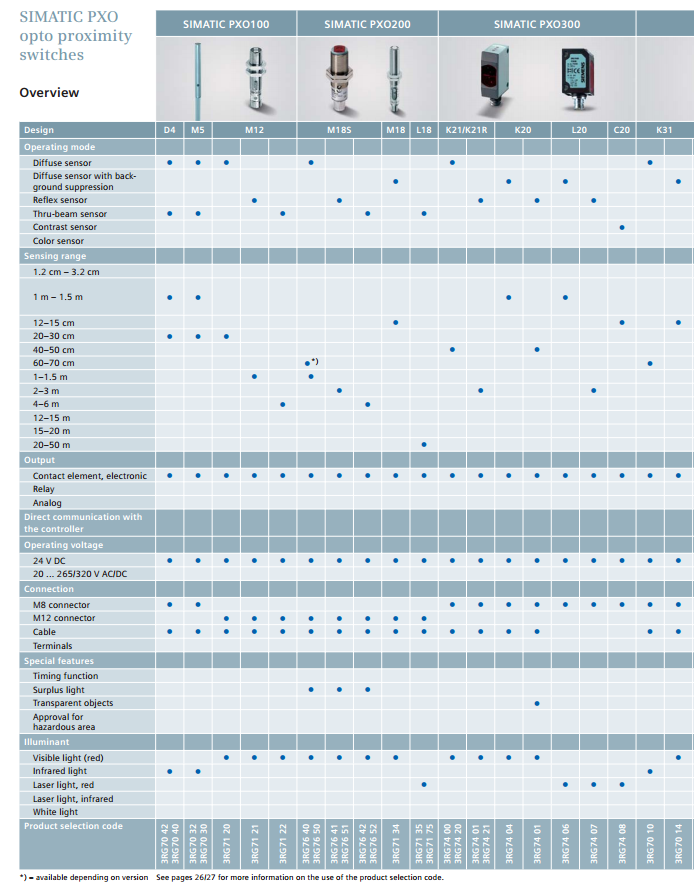 SIMATIC PXO
opto proximity
switches
Overview
SIMATIC PXO100 SIMATIC PXO200 SIMATIC PXO300
Design D4 M5 M12 M18S M18 L18 K21/K21R K20 L20 C20 K31
Operating mode
Diffuse sensor
Diffuse sensor with back-
ground suppression
Reflex sensor
Thru-beam sensor
Contrast sensor
Color sensor
Sensing range
1.2 cm – 3.2 cm
1 m – 1.5 m
12–15 cm
20–30 cm
40–50 cm
60–70 cm *)
1–1.5 m
2–3 m
4–6 m
12–15 m
15–20 m
20–50 m
Output
Contact element, electronic
Relay
Analog
Direct communication with
the controller
Operating voltage
24 V DC
20 ... 265/320 V AC/DC
Connection
M8 connector
M12 connector
Cable
Terminals
Special features
Timing function
Surplus light
Transparent objects
Approval for
hazardous area
Illuminant
Visible light (red)
Infrared light
Laser light, red
Laser light, infrared
White light
Product selection code
3RG70 42
3RG70 40
3RG70 32
3RG70 30
3RG71 20
3RG71 21
3RG71 22
3RG76 40
3RG76 50
3RG76 41
3RG76 51
3RG76 42
3RG76 52
3RG71 34
3RG71 35
3RG71 75
3RG74 00
3RG74 20
3RG74 01
3RG74 21
3RG74 04
3RG74 01
3RG74 06
3RG74 07
3RG74 08
3RG70 10
3RG70 14
*) = available depending on version See pages 26/27 for more information on the use of the product selection code.